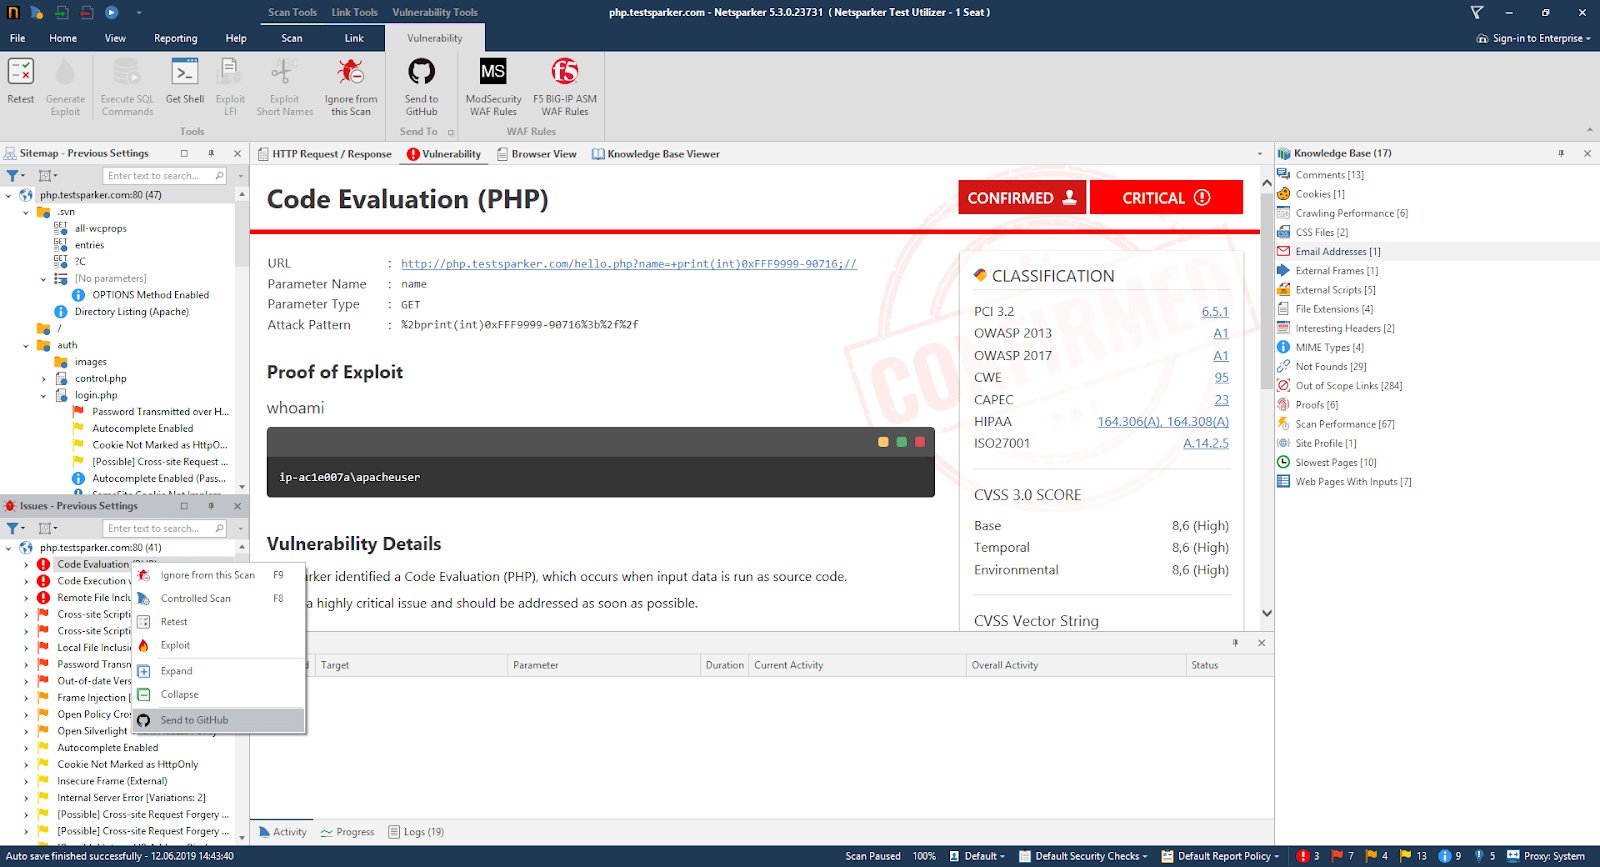 Scan Tools Link Tools Vulnerability Tools php.testsparker.com - Netsparker 5.3.0.23731 ( Netsparker Test Utilizer - 1 Seat )
File Home View Reporting Help Scan Link Vulnerability Sign-in to Enterprise
Retest Generate Exploit Execute SQL Commands Get Shell Exploit LFI Exploit Short Names Ignore from this Scan Send to GitHub MS ModSecurity WAF Rules f5 F5 BIG-IP ASM WAF Rules
Tools Send To WAF Rules
Sitemap - Previous Settings
Enter text to search...
php.testsparker.com:80 (47)
.svn
GET all-wcprops
GET entries
GET ?C
[No parameters]
OPTIONS Method Enabled
Directory Listing (Apache)
/
auth
images
control.php
login.php
Password Transmitted over H...
Autocomplete Enabled
Cookie Not Marked as HttpO...
[Possible] Cross-site Request ...
Autocomplete Enabled (Pass...
SameSite Cookie Not Implem...
Issues - Previous Settings
Enter text to search...
php.testsparker.com:80 (41)
Code Evaluation (PHP)
Code Execution
Remote File Inclu
Cross-site Scripti
Cross-site Scripti
Local File Inclusi
Password Transm
Out-of-date Vers
Frame Injection [
Open Policy Cros
Open Silverlight
Autocomplete Enabled
Cookie Not Marked as HttpOnly
Insecure Frame (External)
Internal Server Error [Variations: 2]
[Possible] Cross-site Request Forgery ...
[Possible] Cross-site Request Forgery ...
Ignore from this Scan F9
Controlled Scan F8
Retest
Exploit
Expand
Collapse
Send to GitHub
HTTP Request / Response Vulnerability Browser View Knowledge Base Viewer
Code Evaluation (PHP)
CONFIRMED CRITICAL
URL : http://php.testsparker.com/hello.php?name=+print(int)0xFFF9999-90716;//
Parameter Name : name
Parameter Type : GET
Attack Pattern : %2bprint(int)0xFFF9999-90716%3b%2f%2f
CONFIRMED
Proof of Exploit
whoami
ip-ac1e007a\apacheuser
Vulnerability Details
rker identified a Code Evaluation (PHP), which occurs when input data is run as source code.
a highly critical issue and should be addressed as soon as possible.
CLASSIFICATION
PCI 3.2 6.5.1
OWASP 2013 A1
OWASP 2017 A1
CWE 95
CAPEC 23
HIPAA 164.306(A), 164.308(A)
ISO27001 A.14.2.5
CVSS 3.0 SCORE
Base 8,6 (High)
Temporal 8,6 (High)
Environmental 8,6 (High)
CVSS Vector String
Target Parameter Duration Current Activity Overall Activity Status
Activity Progress Logs (19)
Knowledge Base (17)
Comments [13]
Cookies [1]
Crawling Performance [6]
CSS Files [2]
Email Addresses [1]
External Frames [1]
External Scripts [5]
File Extensions [4]
Interesting Headers [2]
MIME Types [4]
Not Founds [29]
Out of Scope Links [284]
Proofs [6]
Scan Performance [67]
Site Profile [1]
Slowest Pages [10]
Web Pages With Inputs [7]
Auto save finished successfully - 12.06.2019 14:43:40 Scan Paused 100% Default Default Security Checks Default Report Policy 3 7 4 13 9 5 Proxy: System